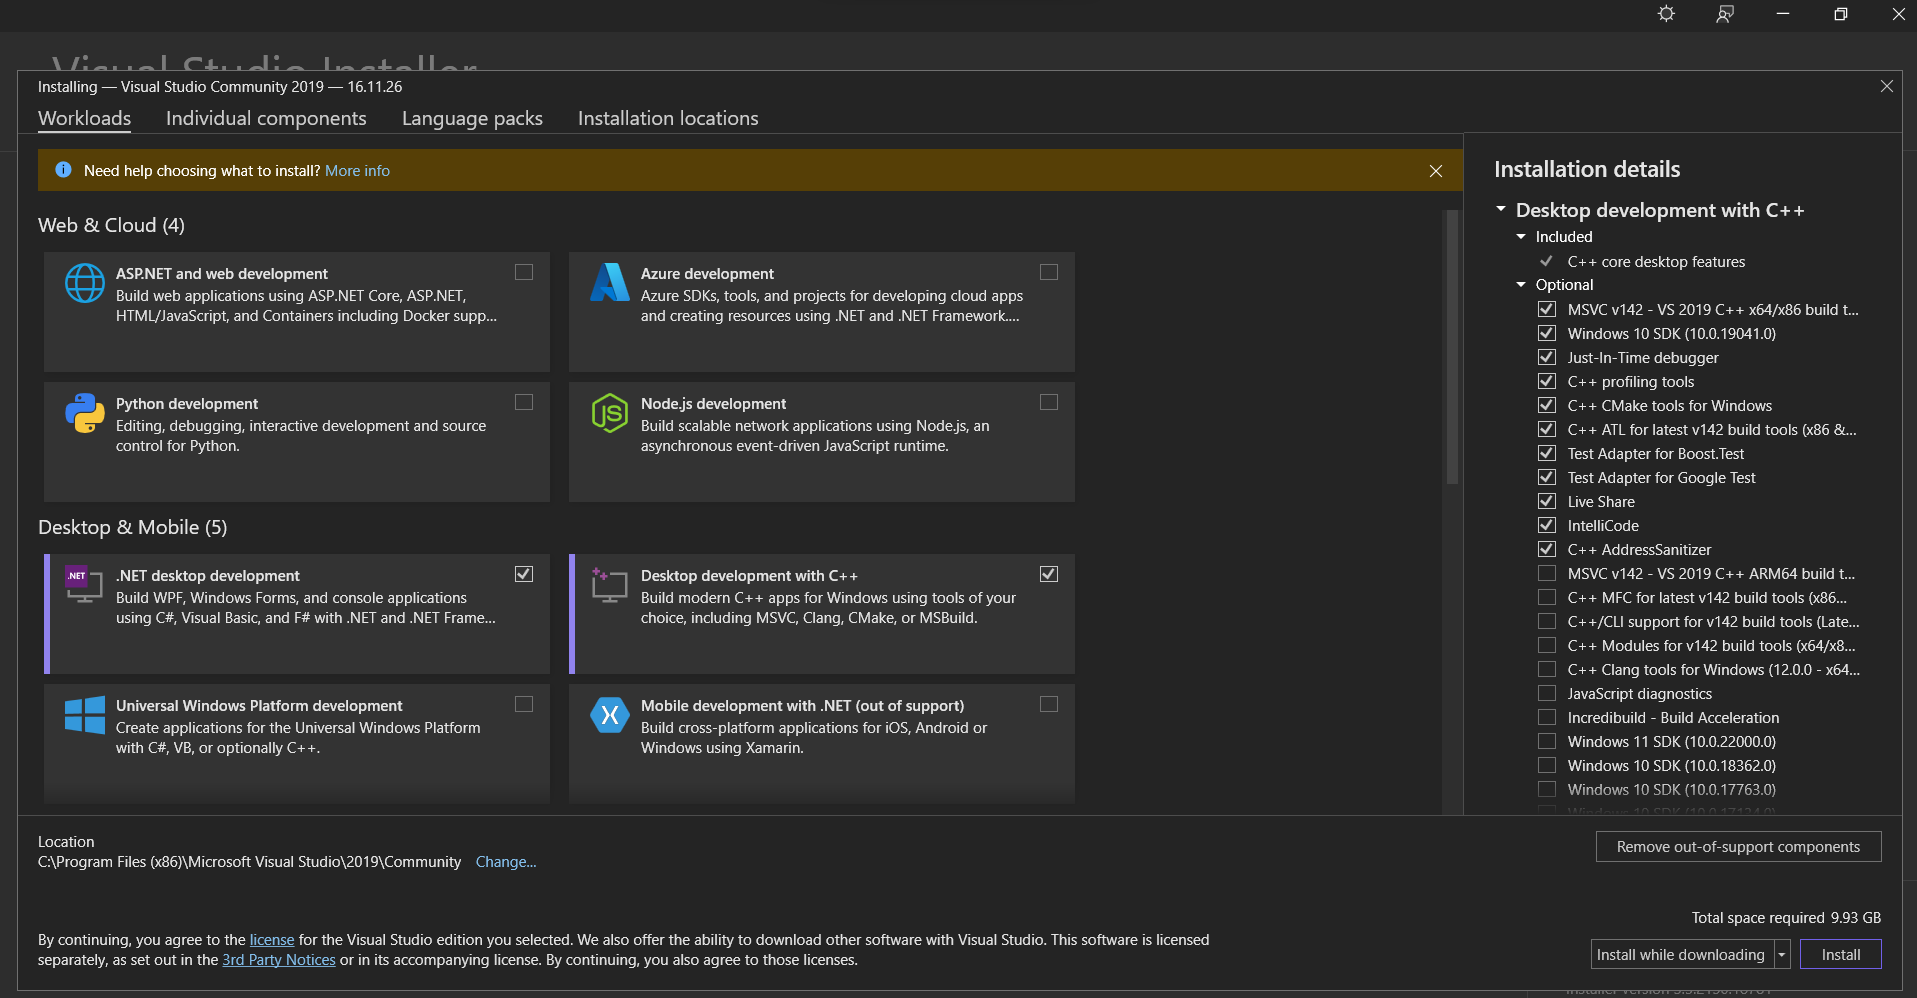 Visual Studio Installer
Installing — Visual Studio Community 2019 — 16.11.26
Workloads
Individual components
Language packs
Installation locations
Need help choosing what to install? More info
Web & Cloud (4)
ASP.NET and web development
Build web applications using ASP.NET Core, ASP.NET,
HTML/JavaScript, and Containers including Docker supp...
Azure development
Azure SDKs, tools, and projects for developing cloud apps
and creating resources using .NET and .NET Framework....
Python development
Editing, debugging, interactive development and source
control for Python.
Node.js development
Build scalable network applications using Node.js, an
asynchronous event-driven JavaScript runtime.
Desktop & Mobile (5)
.NET
.NET desktop development
Build WPF, Windows Forms, and console applications
using C#, Visual Basic, and F# with .NET and .NET Frame...
Desktop development with C++
Build modern C++ apps for Windows using tools of your
choice, including MSVC, Clang, CMake, or MSBuild.
Universal Windows Platform development
Create applications for the Universal Windows Platform
with C#, VB, or optionally C++.
Mobile development with .NET (out of support)
Build cross-platform applications for iOS, Android or
Windows using Xamarin.
Installation details
Desktop development with C++
Included
C++ core desktop features
Optional
MSVC v142 - VS 2019 C++ x64/x86 build t...
Windows 10 SDK (10.0.19041.0)
Just-In-Time debugger
C++ profiling tools
C++ CMake tools for Windows
C++ ATL for latest v142 build tools (x86 &...
Test Adapter for Boost.Test
Test Adapter for Google Test
Live Share
IntelliCode
C++ AddressSanitizer
MSVC v142 - VS 2019 C++ ARM64 build t...
C++ MFC for latest v142 build tools (x86...
C++/CLI support for v142 build tools (Late...
C++ Modules for v142 build tools (x64/x8...
C++ Clang tools for Windows (12.0.0 - x64...
JavaScript diagnostics
Incredibuild - Build Acceleration
Windows 11 SDK (10.0.22000.0)
Windows 10 SDK (10.0.18362.0)
Windows 10 SDK (10.0.17763.0)
Windows 10 SDK (10.0.17134.0)
Location
C:\Program Files (x86)\Microsoft Visual Studio\2019\Community Change...
Remove out-of-support components
Total space required 9.93 GB
By continuing, you agree to the license for the Visual Studio edition you selected. We also offer the ability to download other software with Visual Studio. This software is licensed
separately, as set out in the 3rd Party Notices or in its accompanying license. By continuing, you also agree to those licenses.
Install while downloading
Install